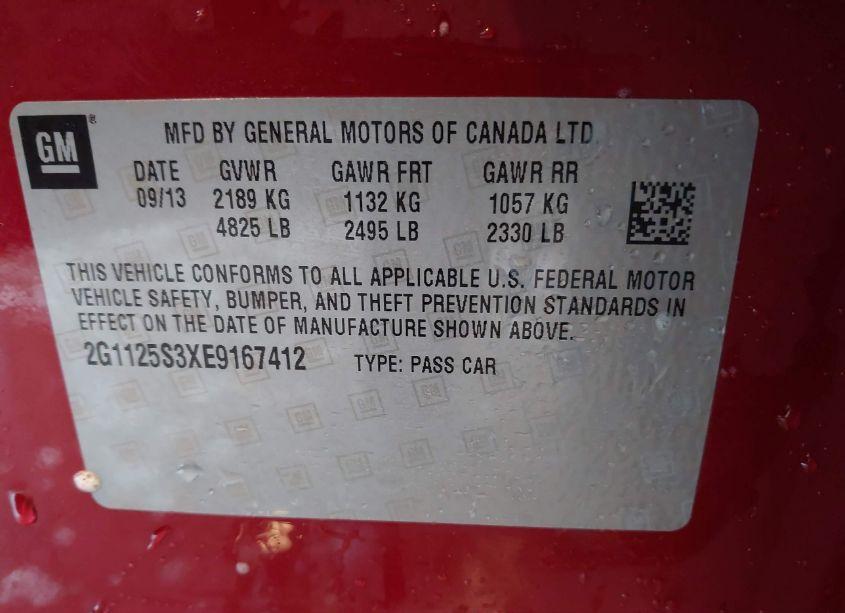 GM ®
MFD BY GENERAL MOTORS OF CANADA LTD
DATE GVWR GAWR FRT GAWR RR
09/13 2189 KG 1132 KG 1057 KG
4825 LB 2495 LB 2330 LB
THIS VEHICLE CONFORMS TO ALL APPLICABLE U.S. FEDERAL MOTOR
VEHICLE SAFETY, BUMPER, AND THEFT PREVENTION STANDARDS IN
EFFECT ON THE DATE OF MANUFACTURE SHOWN ABOVE.
2G1125S3XE9167412 TYPE: PASS CAR